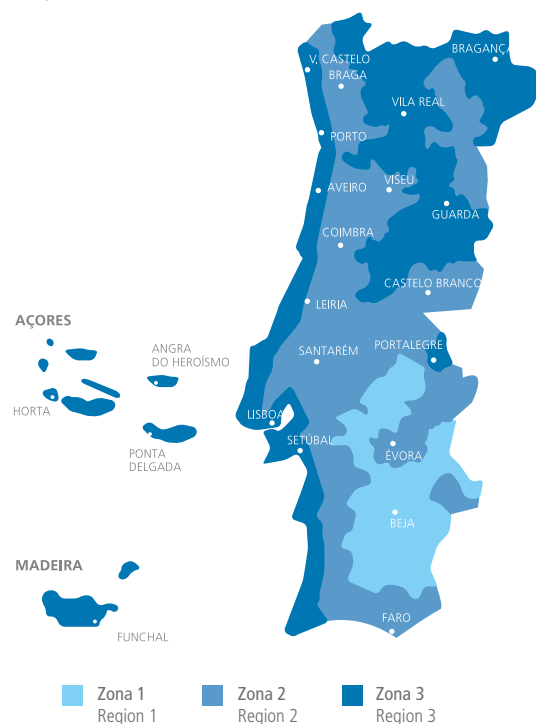 BRAGANÇA
V. CASTELO
BRAGA
VILA REAL
PORTO
AVEIRO
VISEU
GUARDA
COIMBRA
CASTELO BRANCO
LEIRIA
AÇORES
ANGRA
DO HEROÍSMO
SANTARÉM
PORTALEGRE
HORTA
LISBOA
PONTA
DELGADA
SETÚBAL
ÉVORA
BEJA
MADEIRA
FUNCHAL
FARO
Zona 1
Region 1
Zona 2
Region 2
Zona 3
Region 3